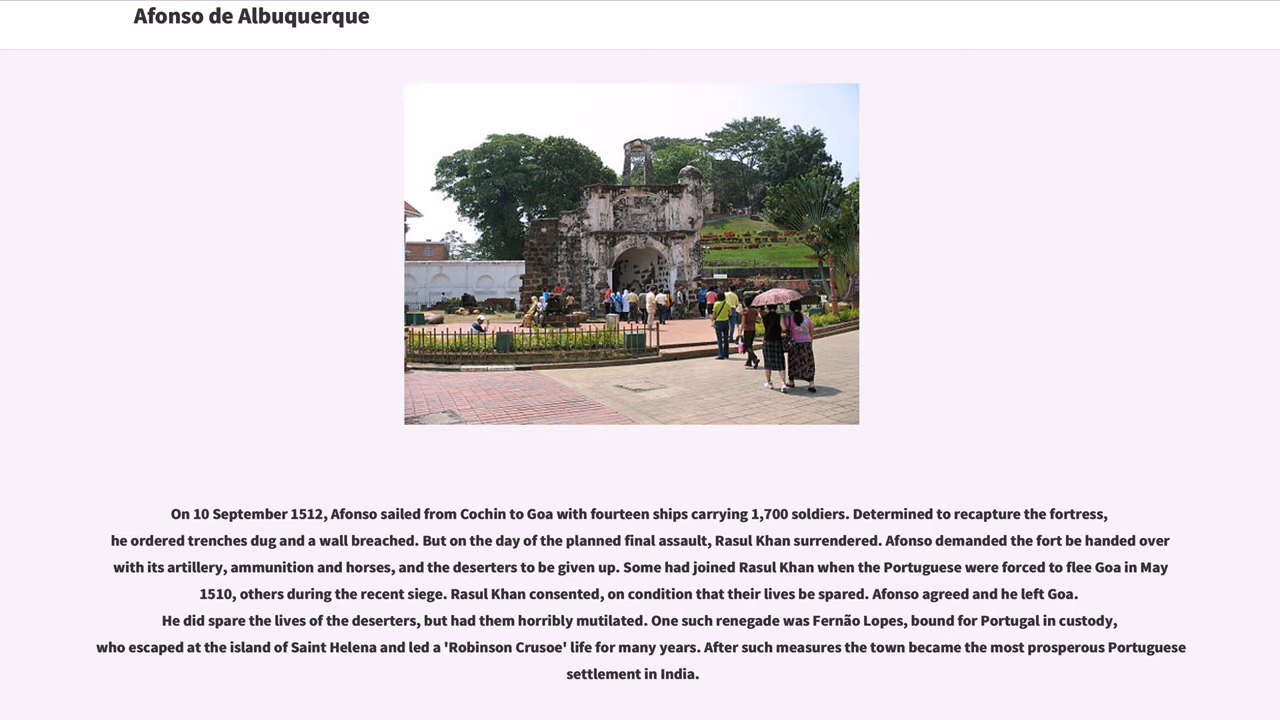 Afonso de Albuquerque
On 10 September 1512, Afonso sailed from Cochin to Goa with fourteen ships carrying 1,700 soldiers. Determined to recapture the fortress,
he ordered trenches dug and a wall breached. But on the day of the planned final assault, Rasul Khan surrendered. Afonso demanded the fort be handed over
with its artillery, ammunition and horses, and the deserters to be given up. Some had joined Rasul Khan when the Portuguese were forced to flee Goa in May
1510, others during the recent siege. Rasul Khan consented, on condition that their lives be spared. Afonso agreed and he left Goa.
He did spare the lives of the deserters, but had them horribly mutilated. One such renegade was Fernão Lopes, bound for Portugal in custody,
who escaped at the island of Saint Helena and led a 'Robinson Crusoe' life for many years. After such measures the town became the most prosperous Portuguese
settlement in India.